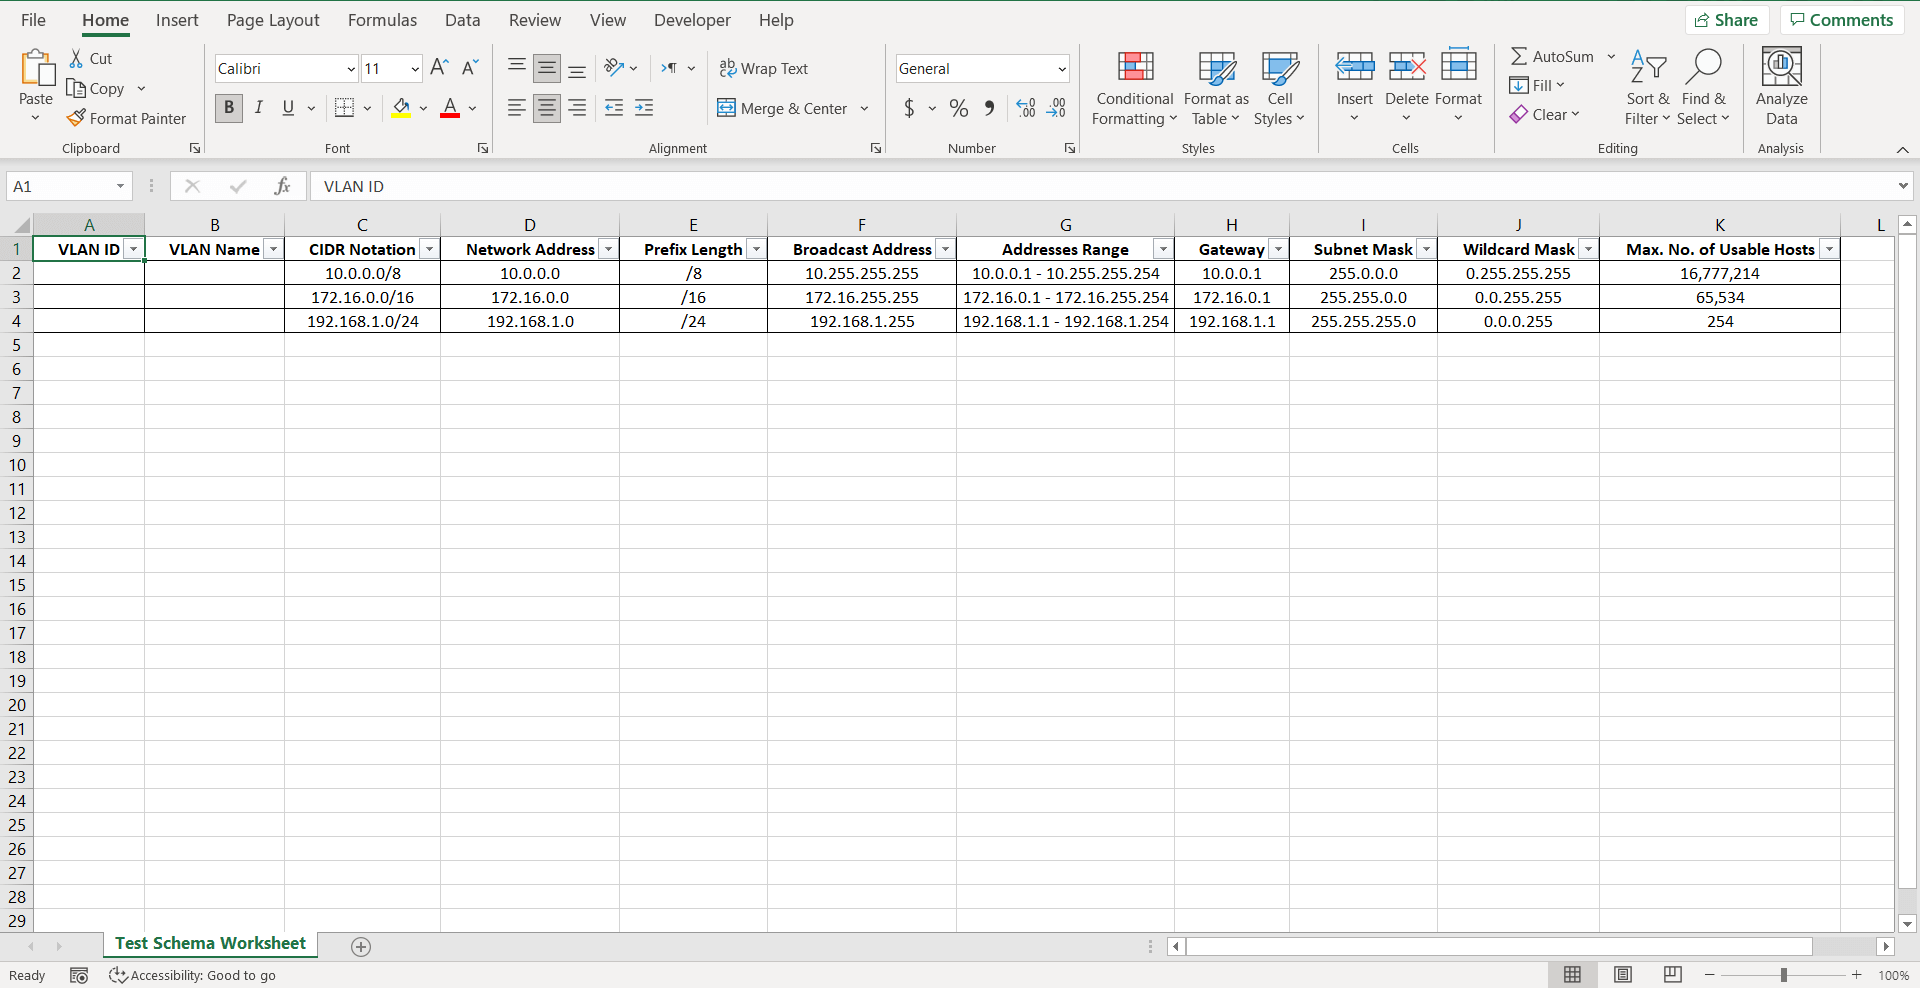 File Home Insert Page Layout Formulas Data Review View Developer Help Share Comments
Paste
Cut
Copy
Format Painter
Clipboard
Calibri 11
B I U
Font
Wrap Text
Merge & Center
Alignment
General
$ % ,
Number
Conditional Formatting
Format as Table
Cell Styles
Styles
Insert Delete Format
Cells
AutoSum
Fill
Clear
Sort & Filter
Find & Select
Editing
Analyze Data
Analysis
A1 fx VLAN ID
A B C D E F G H I J K L
1 VLAN ID VLAN Name CIDR Notation Network Address Prefix Length Broadcast Address Addresses Range Gateway Subnet Mask Wildcard Mask Max. No. of Usable Hosts
2 10.0.0.0/8 10.0.0.0 /8 10.255.255.255 10.0.0.1 - 10.255.255.254 10.0.0.1 255.0.0.0 0.255.255.255 16,777,214
3 172.16.0.0/16 172.16.0.0 /16 172.16.255.255 172.16.0.1 - 172.16.255.254 172.16.0.1 255.255.0.0 0.0.255.255 65,534
4 192.168.1.0/24 192.168.1.0 /24 192.168.1.255 192.168.1.1 - 192.168.1.254 192.168.1.1 255.255.255.0 0.0.0.255 254
5
6
7
8
9
10
11
12
13
14
15
16
17
18
19
20
21
22
23
24
25
26
27
28
29
Test Schema Worksheet
Ready Accessibility: Good to go 100%